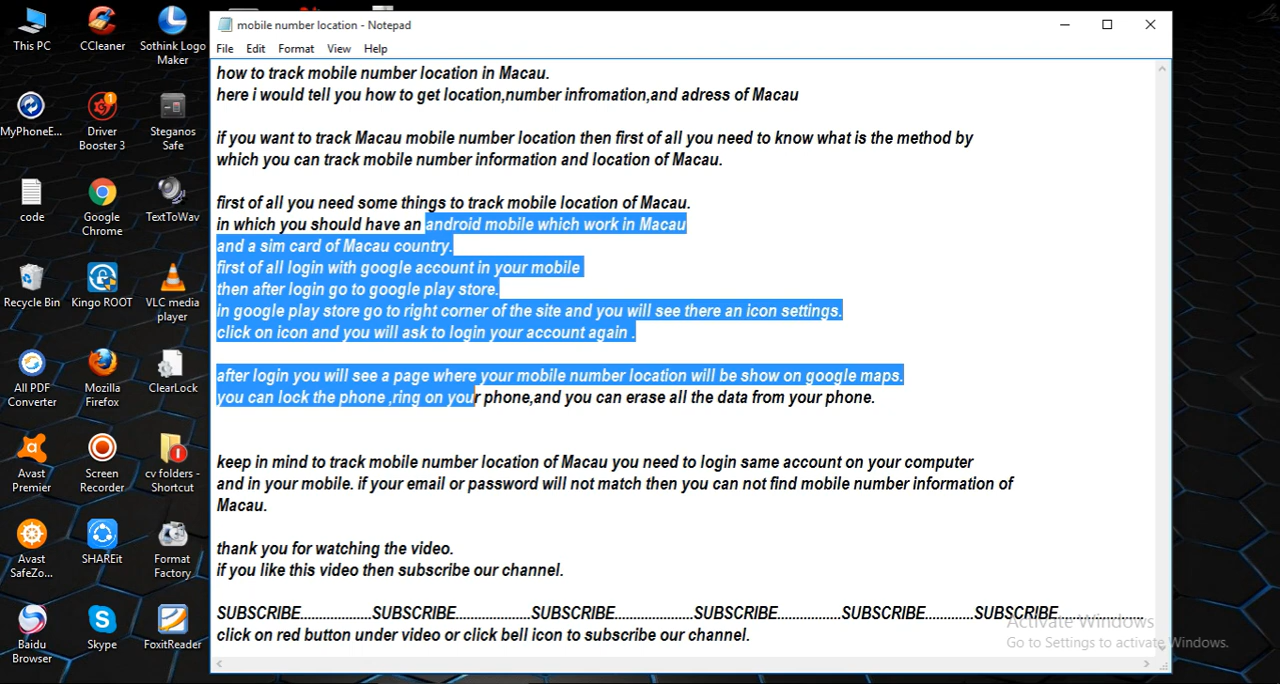 mobile number location - Notepad
File Edit Format View Help
how to track mobile number location in Macau.
here i would tell you how to get location,number infromation,and adress of Macau
if you want to track Macau mobile number location then first of all you need to know what is the method by
which you can track mobile number information and location of Macau.
first of all you need some things to track mobile location of Macau.
in which you should have an android mobile which work in Macau
and a sim card of Macau country.
first of all login with google account in your mobile
then after login go to google play store.
in google play store go to right corner of the site and you will see there an icon settings.
click on icon and you will ask to login your account again .
after login you will see a page where your mobile number location will be show on google maps.
you can lock the phone ,ring on your phone,and you can erase all the data from your phone.
keep in mind to track mobile number location of Macau you need to login same account on your computer
and in your mobile. if your email or password will not match then you can not find mobile number information of
Macau.
thank you for watching the video.
if you like this video then subscribe our channel.
SUBSCRIBE..................SUBSCRIBE...................SUBSCRIBE....................SUBSCRIBE................SUBSCRIBE............SUBSCRIBE......................
click on red button under video or click bell icon to subscribe our channel.
Activate Windows
Go to Settings to activate Windows.
This PC
CCleaner
Sothink Logo
Maker
MyPhoneE...
Driver
Booster 3
Steganos
Safe
code
Google
Chrome
TextToWav
Recycle Bin
Kingo ROOT
VLC media
player
All PDF
Converter
Mozilla
Firefox
ClearLock
Avast
Premier
Screen
Recorder
cv folders -
Shortcut
Avast
SafeZo...
SHAREit
Format
Factory
Baidu
Browser
Skype
FoxitReader